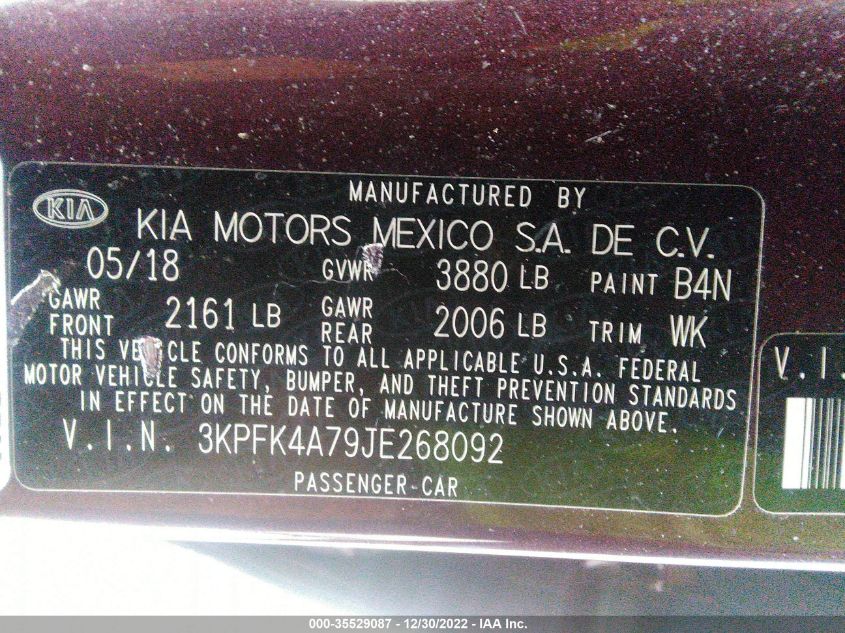 MANUFACTURED BY
KIA KIA MOTORS MEXICO S.A. DE C.V.
05/18 GVWR 3880 LB PAINT B4N
GAWR FRONT 2161 LB GAWR REAR 2006 LB TRIM WK
THIS VEHICLE CONFORMS TO ALL APPLICABLE U.S.A. FEDERAL
MOTOR VEHICLE SAFETY, BUMPER, AND THEFT PREVENTION STANDARDS
IN EFFECT ON THE DATE OF MANUFACTURE SHOWN ABOVE.
V.I.N. 3KPFK4A79JE268092
PASSENGER CAR
V.I.
000-35529087 - 12/30/2022 - IAA Inc.